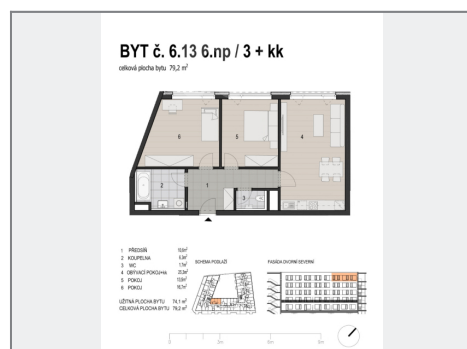 BYT č. 6.13 6.np / 3 + kk
celková plocha bytu 79,2 m²
6
5
4
2
1
3
1 PŘEDSÍŇ
2 KOUPELNA
3 WC
4 OBÝVACÍ POKOJ+kk
5 POKOJ
6 POKOJ
UŽITNÁ PLOCHA BYTU 74,1 m²
CELKOVÁ PLOCHA BYTU 79,2 m²
SCHEMA PODLAŽÍ
FASÁDA DVORNÍ SEVERNÍ